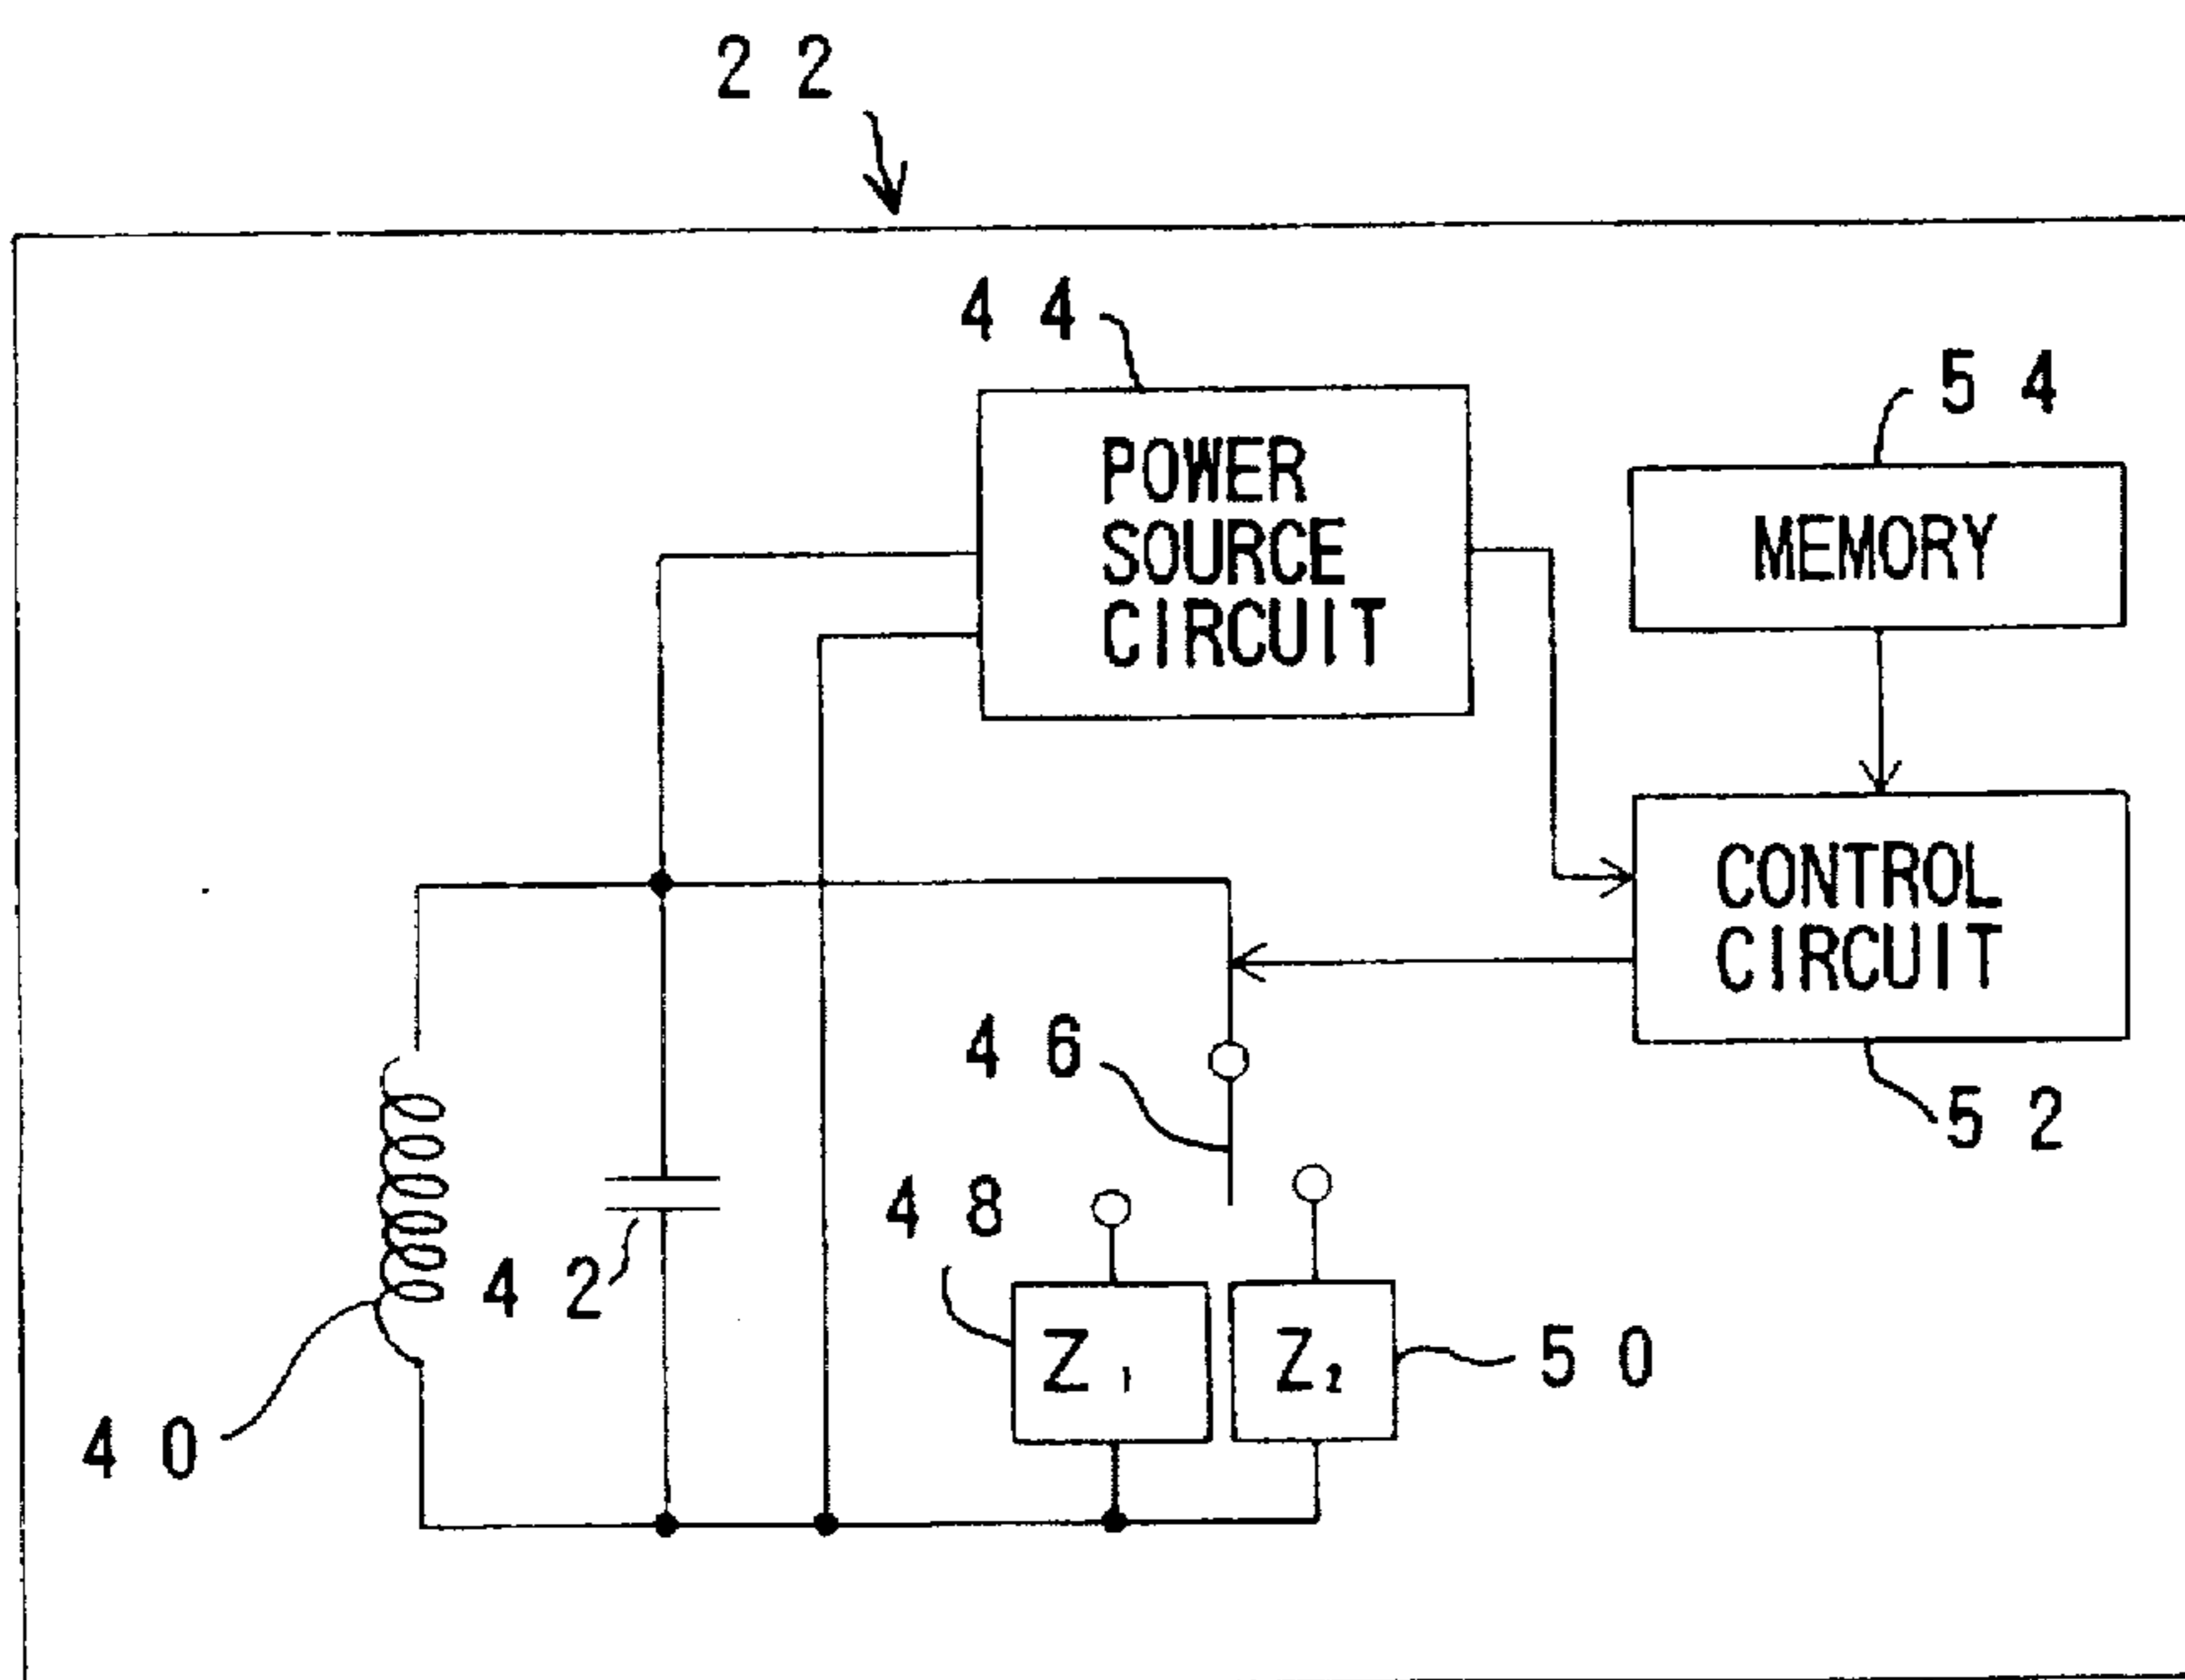 22
44
54
POWER
SOURCE
CIRCUIT
MEMORY
CONTROL
CIRCUIT
46
52
48
42
Z₁
Z₂
50
40